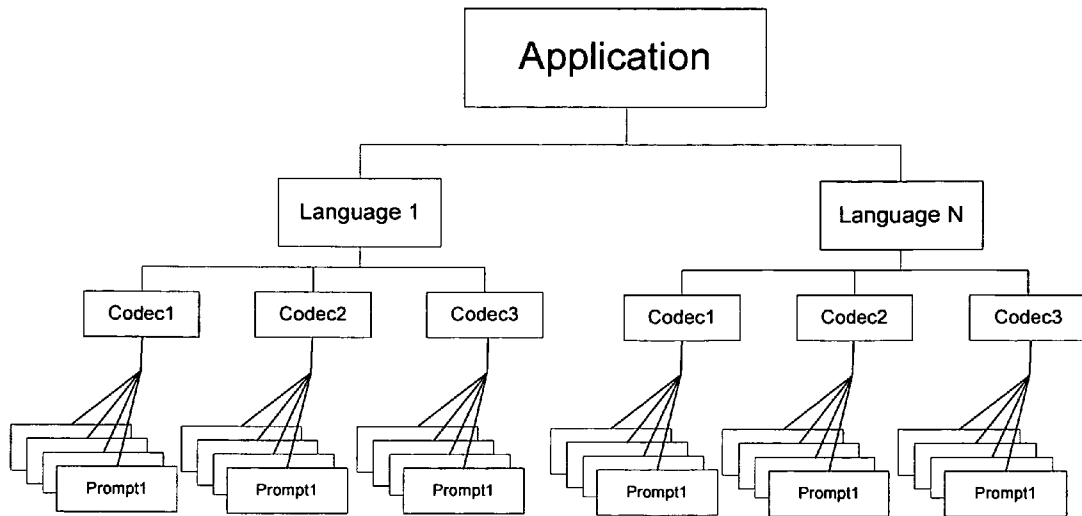 Application
Language 1
Language N
Codec1
Codec2
Codec3
Codec1
Codec2
Codec3
Prompt1
Prompt1
Prompt1
Prompt1
Prompt1
Prompt1